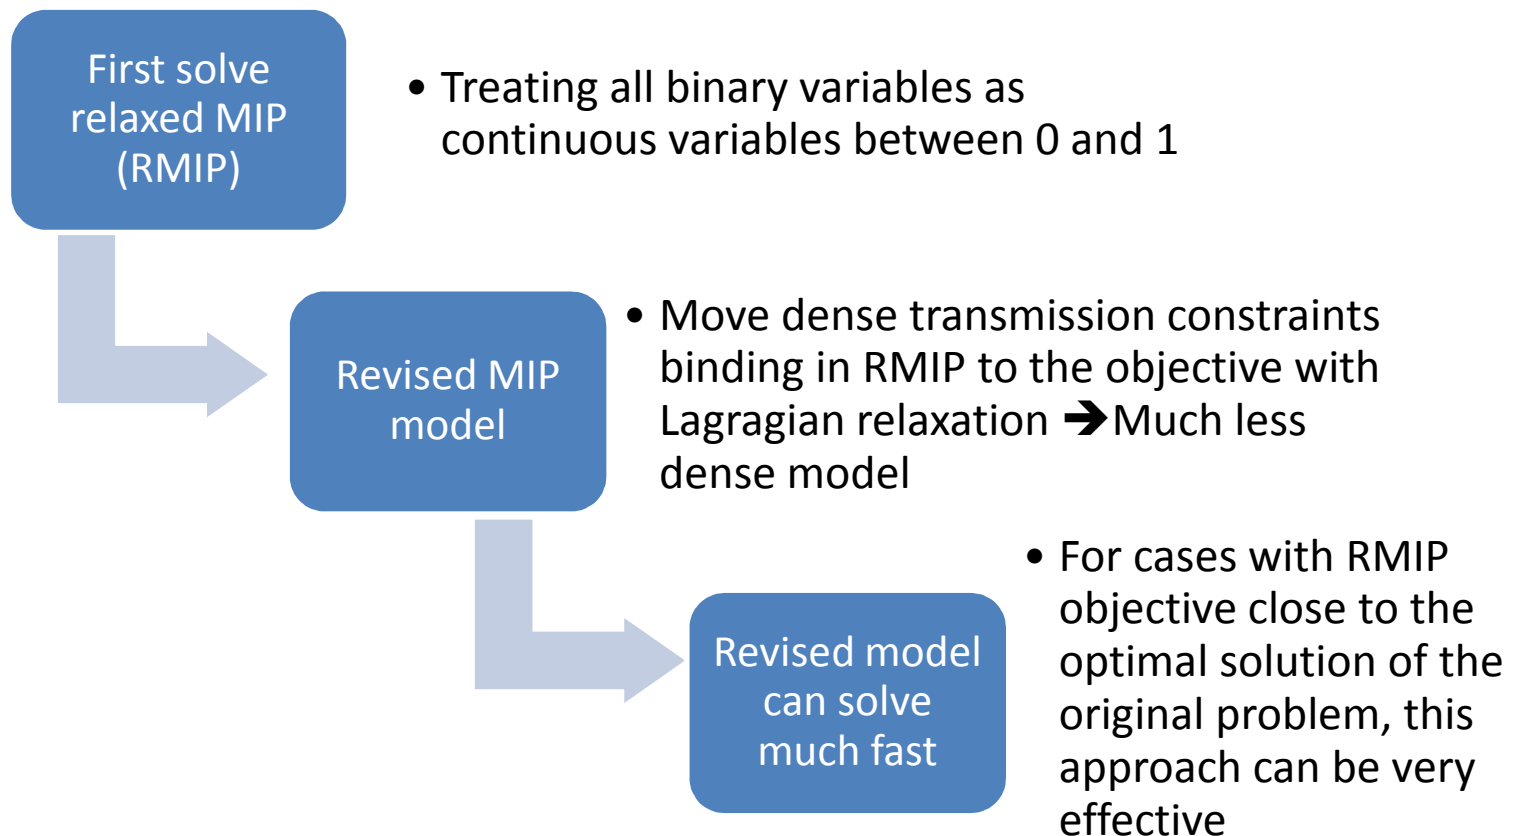 First solve
relaxed MIP
(RMIP)
• Treating all binary variables as
continuous variables between 0 and 1
Revised MIP
model
• Move dense transmission constraints
binding in RMIP to the objective with
Lagragian relaxation ➔Much less
dense model
Revised model
can solve
much fast
• For cases with RMIP
objective close to the
optimal solution of the
original problem, this
approach can be very
effective